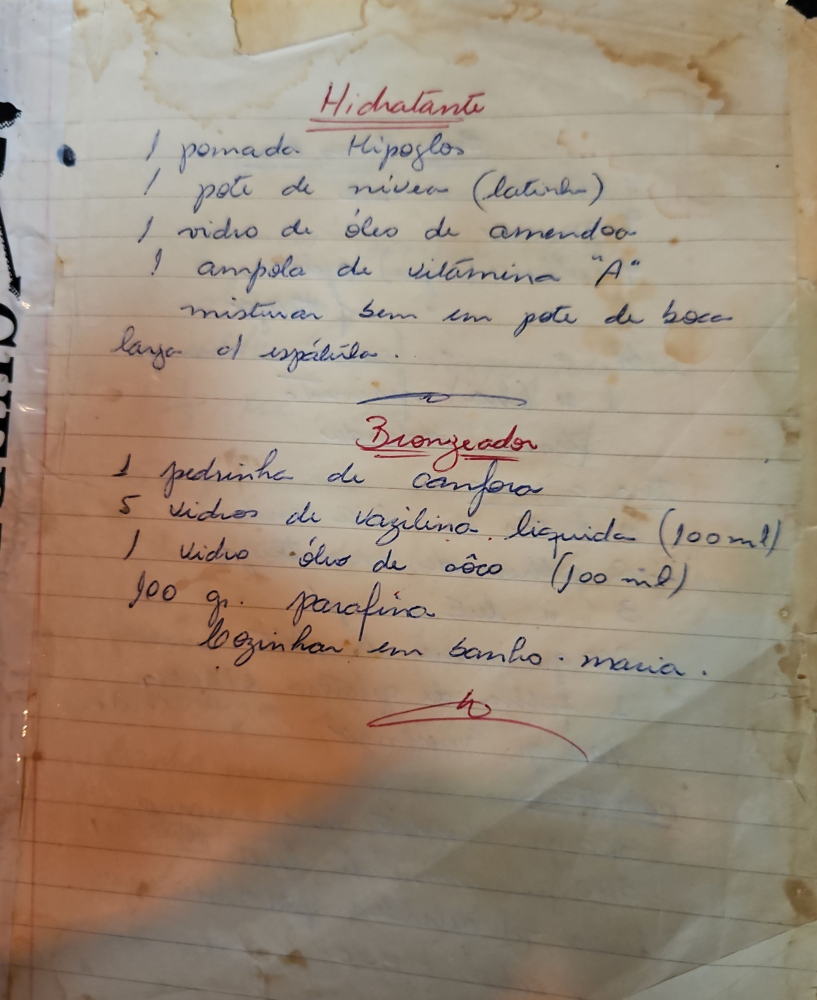 Hidratante
1 pomada Hipoglos
1 pote de nívea (latinha)
1 vidro de óleo de amendoa
1 ampola de vitâmina "A"
misturar bem em pote de boca
larga c/ espátula.
Bronzeador
1 pedrinha de canfora
5 vidros de vazilina liquida (100 ml)
1 vidro óleo de côco (100 ml)
100 gr. parafina
Cozinhar em banho-maria.